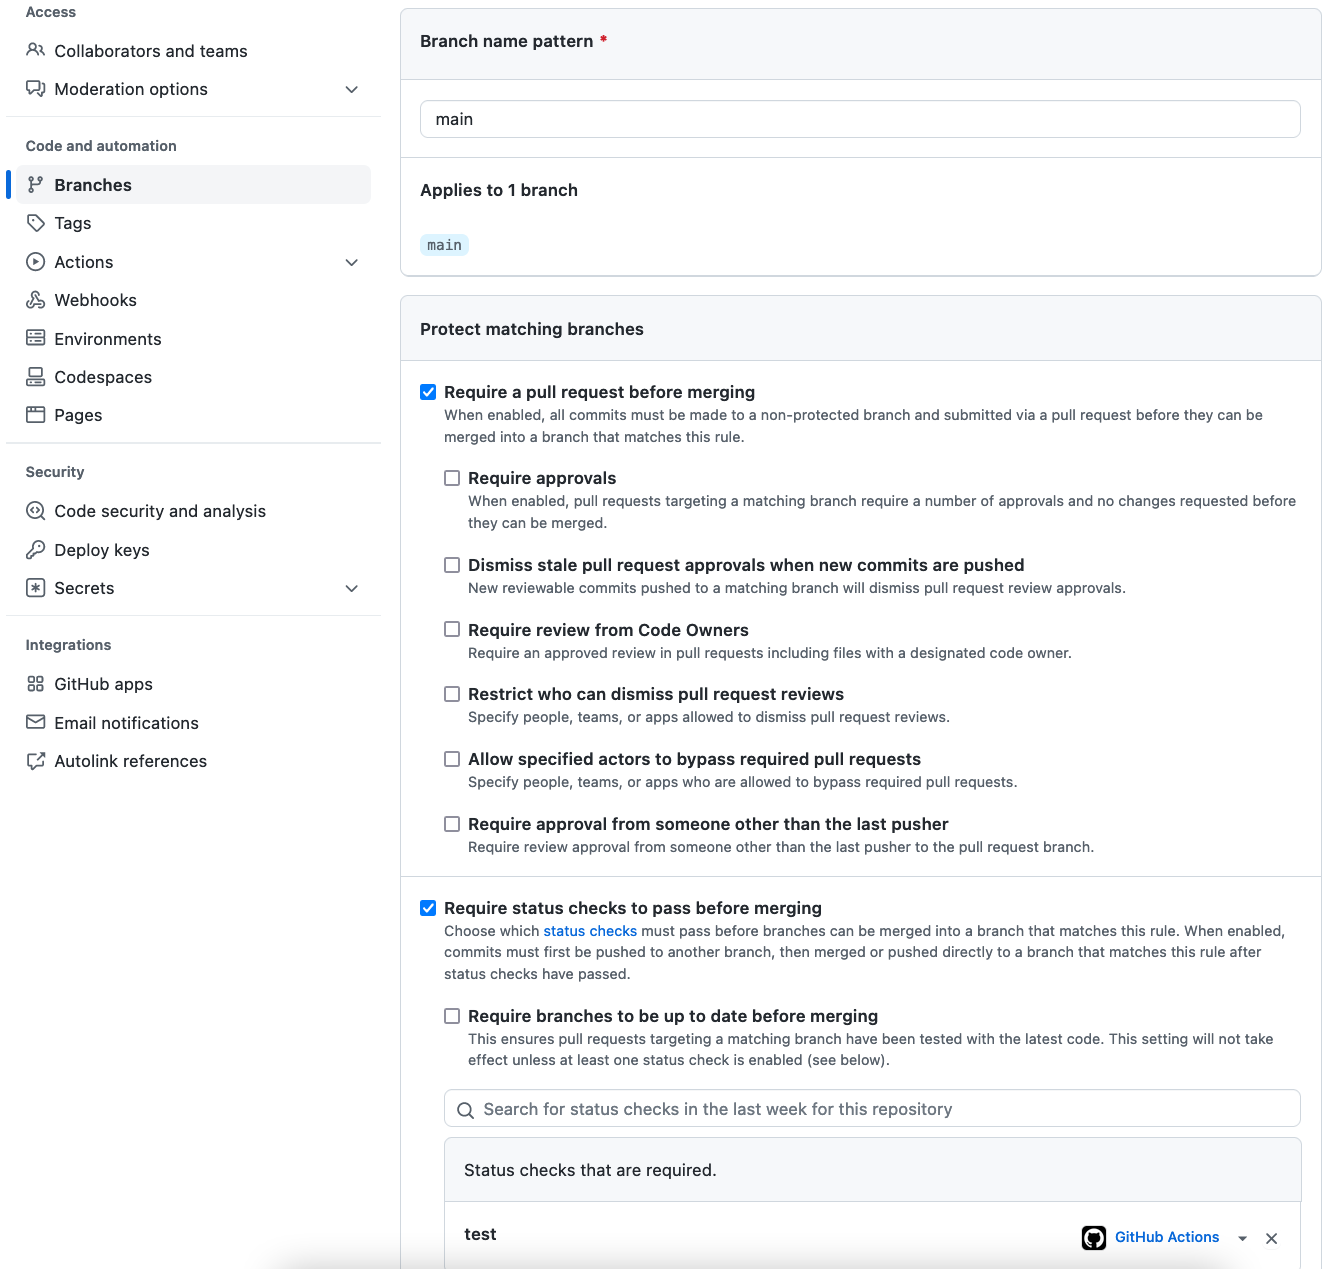 Access
Collaborators and teams
Moderation options
Code and automation
Branches
Tags
Actions
Webhooks
Environments
Codespaces
Pages
Security
Code security and analysis
Deploy keys
Secrets
Integrations
GitHub apps
Email notifications
Autolink references
Branch name pattern *
main
Applies to 1 branch
main
Protect matching branches
Require a pull request before merging
When enabled, all commits must be made to a non-protected branch and submitted via a pull request before they can be
merged into a branch that matches this rule.
Require approvals
When enabled, pull requests targeting a matching branch require a number of approvals and no changes requested before
they can be merged.
Dismiss stale pull request approvals when new commits are pushed
New reviewable commits pushed to a matching branch will dismiss pull request review approvals.
Require review from Code Owners
Require an approved review in pull requests including files with a designated code owner.
Restrict who can dismiss pull request reviews
Specify people, teams, or apps allowed to dismiss pull request reviews.
Allow specified actors to bypass required pull requests
Specify people, teams, or apps who are allowed to bypass required pull requests.
Require approval from someone other than the last pusher
Require review approval from someone other than the last pusher to the pull request branch.
Require status checks to pass before merging
Choose which status checks must pass before branches can be merged into a branch that matches this rule. When enabled,
commits must first be pushed to another branch, then merged or pushed directly to a branch that matches this rule after
status checks have passed.
Require branches to be up to date before merging
This ensures pull requests targeting a matching branch have been tested with the latest code. This setting will not take
effect unless at least one status check is enabled (see below).
Search for status checks in the last week for this repository
Status checks that are required.
test
GitHub Actions